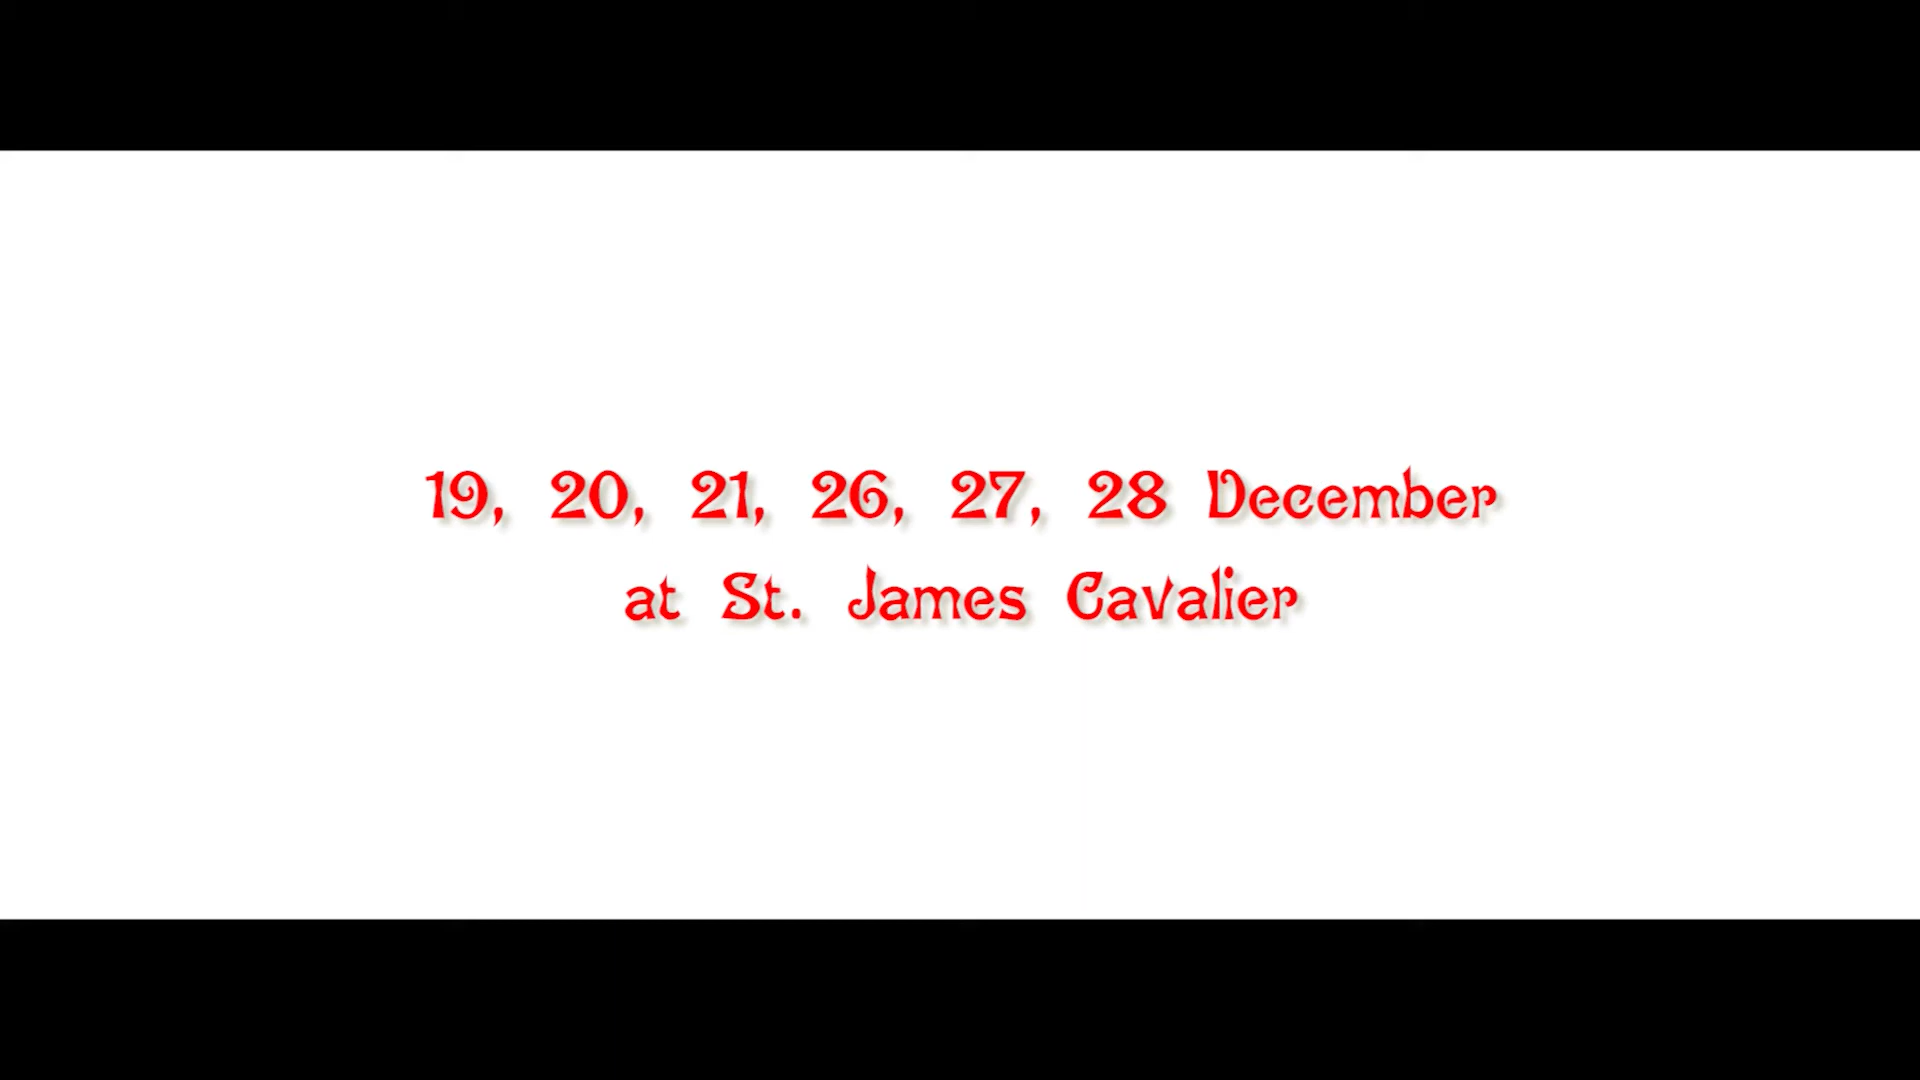 19, 20, 21, 26, 27, 28 December
at St. James Cavalier